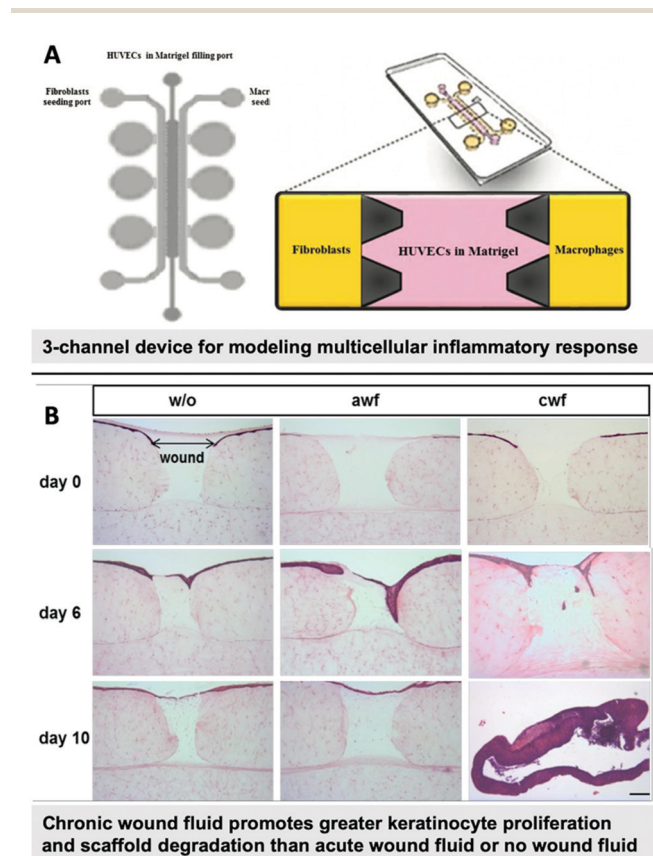 A
HUVECs in Matrigel filling port
Fibroblasts
seeding port
Fibroblasts
HUVECs in Matrigel
Macrophages
3-channel device for modeling multicellular inflammatory response
B
w/o
awf
cwf
day 0
wound
day 6
day 10
Chronic wound fluid promotes greater keratinocyte proliferation
and scaffold degradation than acute wound fluid or no wound fluid